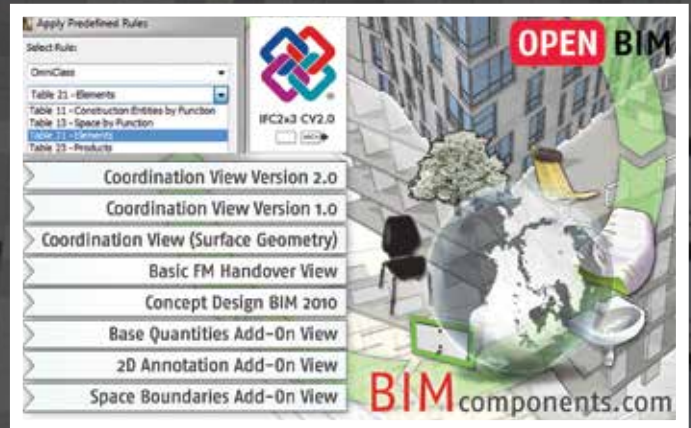 Apply Predefined Rules
Select Rule:
OmniClass
Table 21 - Elements
Table 11 - Construction Entities by Function
Table 13 - Space by Function
Table 21 - Elements
Table 23 - Products
IFC2x3 CV2.0
OPEN BIM
Coordination View Version 2.0
Coordination View Version 1.0
Coordination View (Surface Geometry)
Basic FM Handover View
Concept Design BIM 2010
Base Quantities Add-On View
2D Annotation Add-On View
Space Boundaries Add-On View
BIMcomponents.com